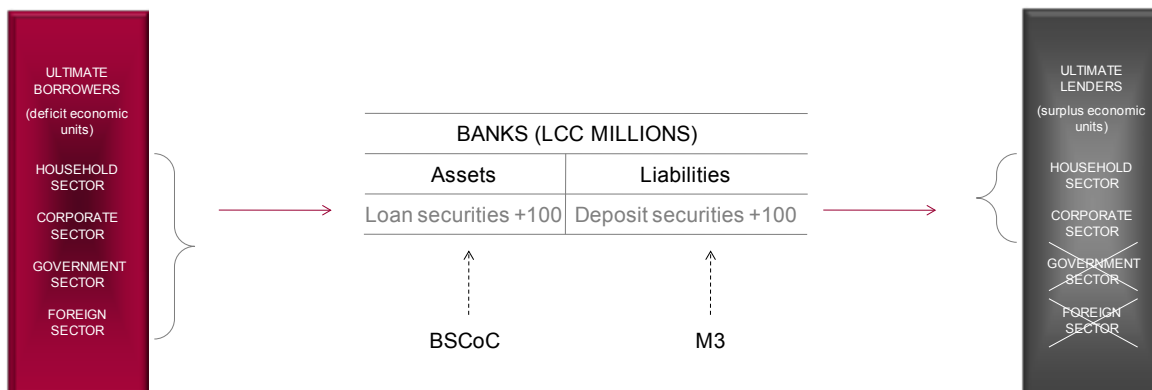 ULTIMATE
BORROWERS
(deficit economic
units)
HOUSEHOLD
SECTOR
CORPORATE
SECTOR
GOVERNMENT
SECTOR
FOREIGN
SECTOR
BANKS (LCC MILLIONS)
Assets Liabilities
Loan securities +100 Deposit securities +100
BSCoC M3
ULTIMATE
LENDERS
(surplus economic
units)
HOUSEHOLD
SECTOR
CORPORATE
SECTOR
GOVERNMENT
SECTOR
FOREIGN
SECTOR